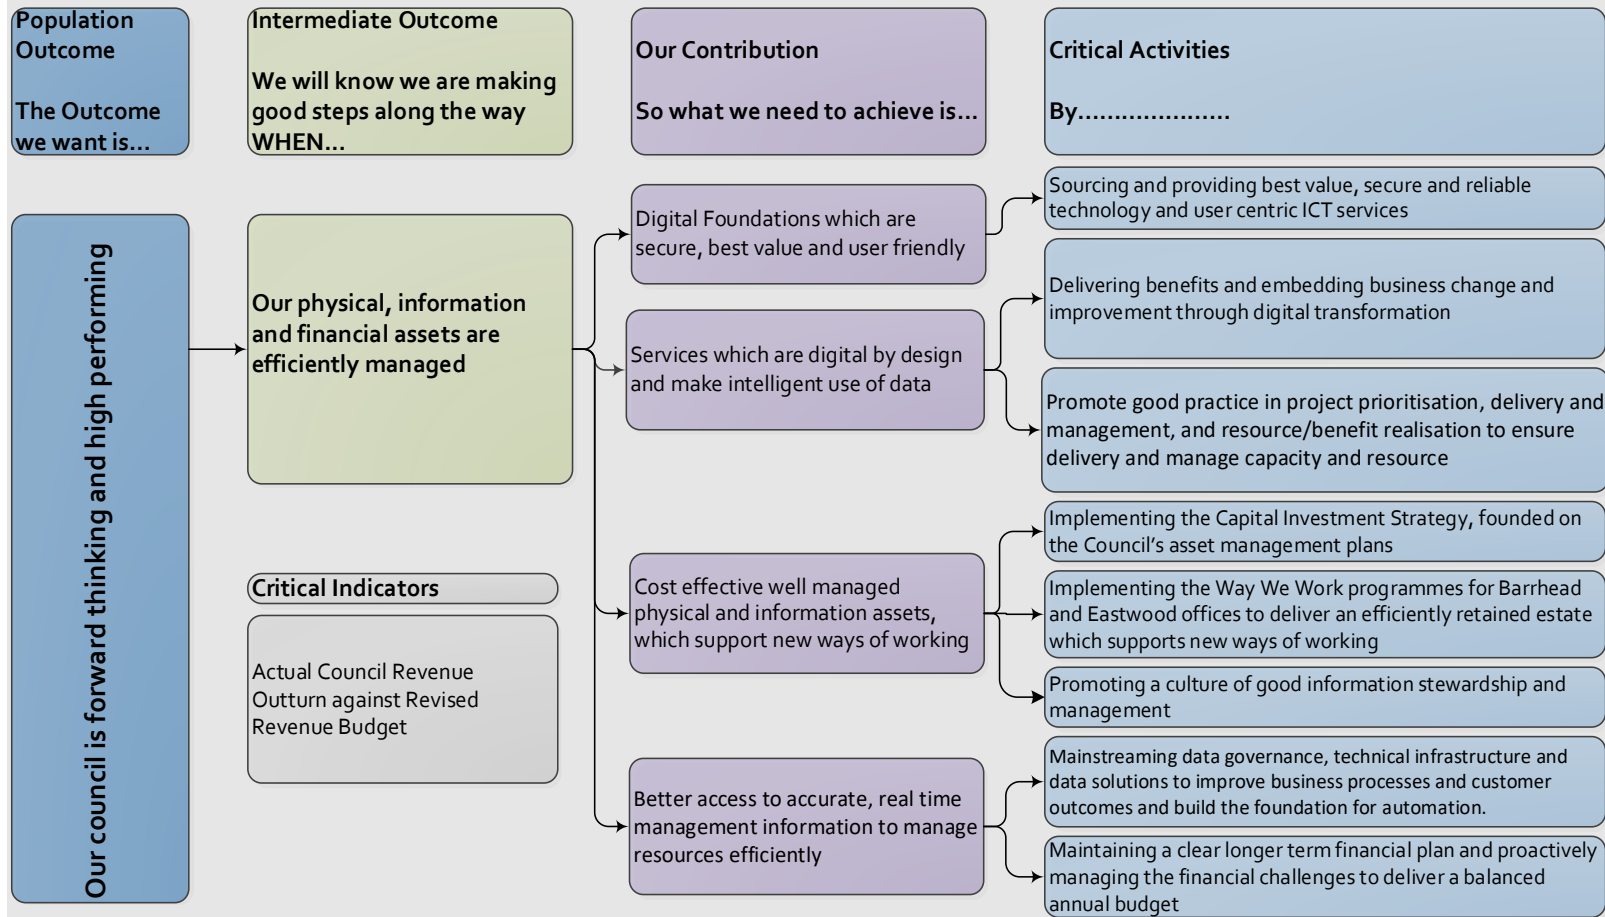 Population
Outcome
The Outcome
we want is...
Intermediate Outcome
We will know we are making
good steps along the way
WHEN...
Our Contribution
So what we need to achieve is...
Critical Activities
By.....................
Our council is forward thinking and high performing
Our physical, information
and financial assets are
efficiently managed
Critical Indicators
Actual Council Revenue
Outturn against Revised
Revenue Budget
Digital Foundations which are
secure, best value and user friendly
Services which are digital by design
and make intelligent use of data
Cost effective well managed
physical and information assets,
which support new ways of working
Better access to accurate, real time
management information to manage
resources efficiently
Sourcing and providing best value, secure and reliable
technology and user centric ICT services
Delivering benefits and embedding business change and
improvement through digital transformation
Promote good practice in project prioritisation, delivery and
management, and resource/benefit realisation to ensure
delivery and manage capacity and resource
Implementing the Capital Investment Strategy, founded on
the Council's asset management plans
Implementing the Way We Work programmes for Barrhead
and Eastwood offices to deliver an efficiently retained estate
which supports new ways of working
Promoting a culture of good information stewardship and
management
Mainstreaming data governance, technical infrastructure and
data solutions to improve business processes and customer
outcomes and build the foundation for automation.
Maintaining a clear longer term financial plan and proactively
managing the financial challenges to deliver a balanced
annual budget